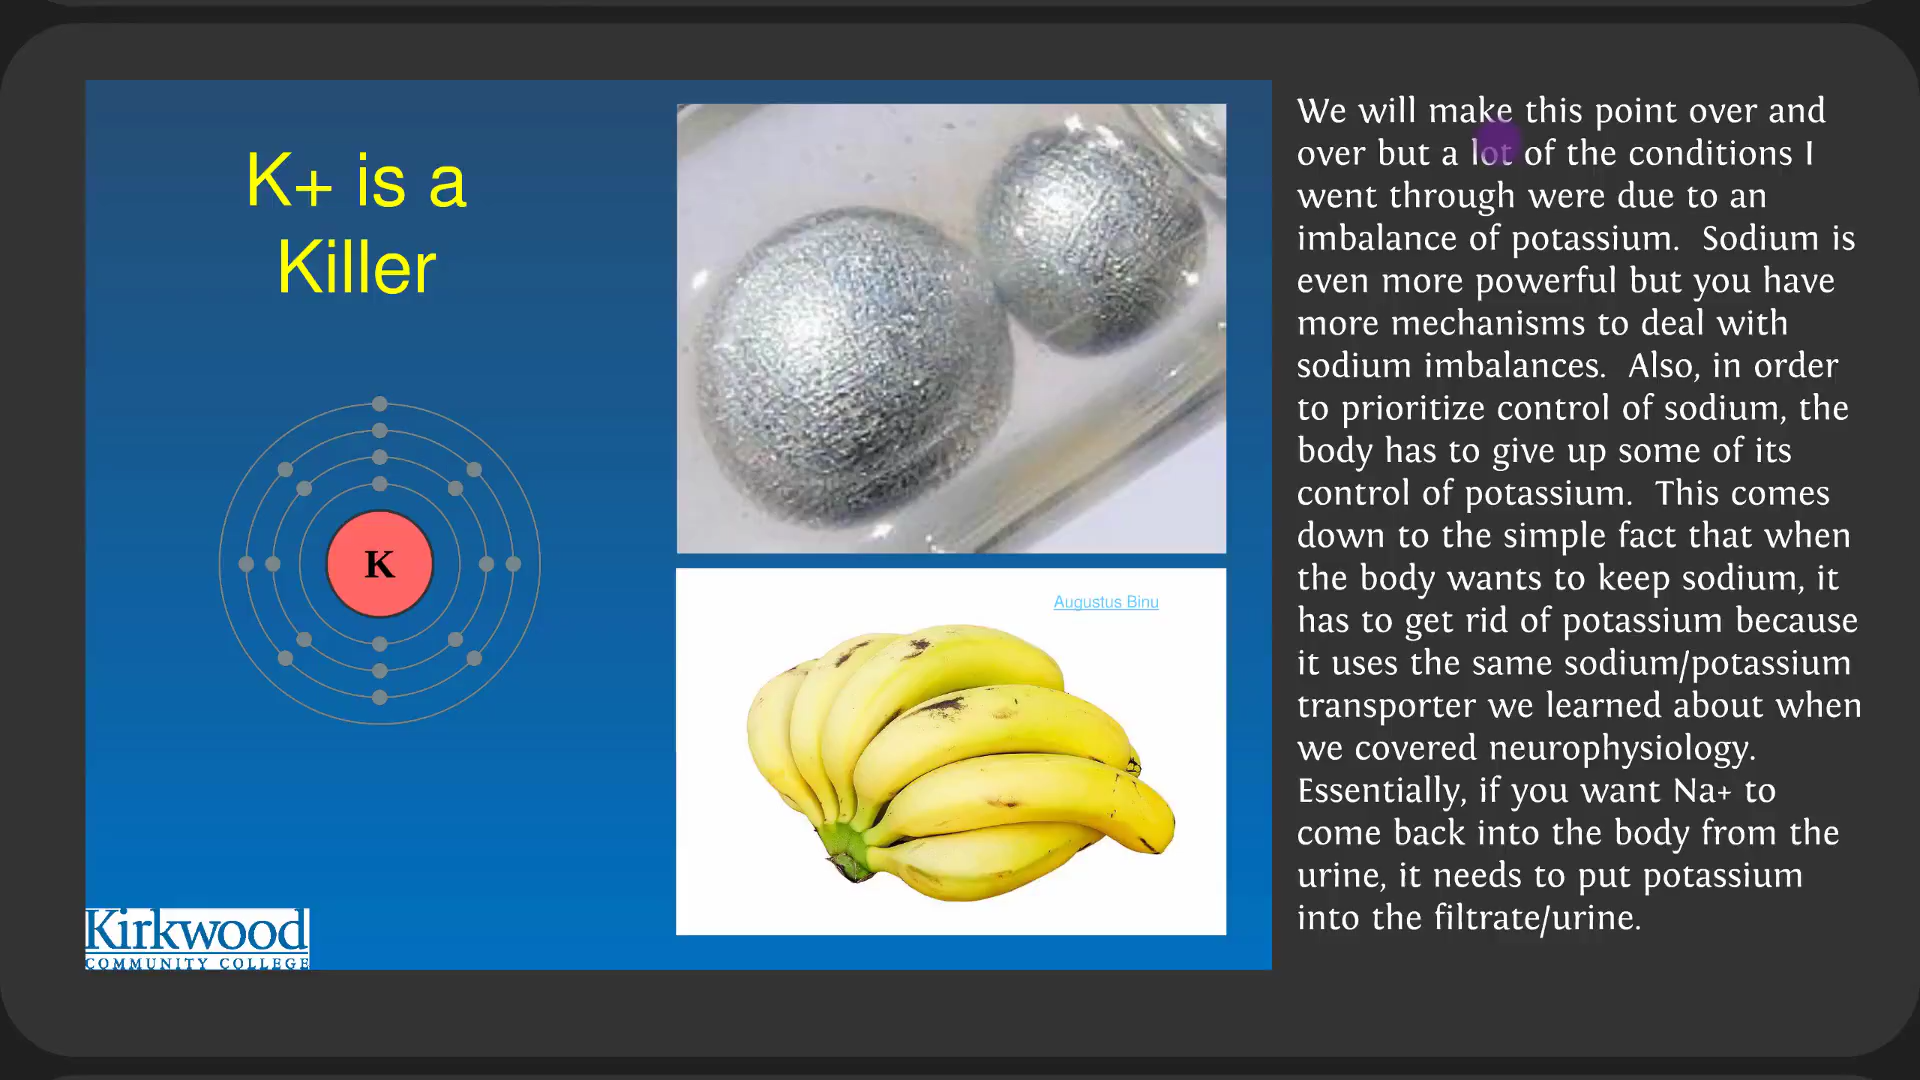 K+ is a
Killer
K
Augustus Binu
Kirkwood
COMMUNITY COLLEGE
We will make this point over and
over but a lot of the conditions I
went through were due to an
imbalance of potassium.  Sodium is
even more powerful but you have
more mechanisms to deal with
sodium imbalances.  Also, in order
to prioritize control of sodium, the
body has to give up some of its
control of potassium.  This comes
down to the simple fact that when
the body wants to keep sodium, it
has to get rid of potassium because
it uses the same sodium/potassium
transporter we learned about when
we covered neurophysiology.
Essentially, if you want Na+ to
come back into the body from the
urine, it needs to put potassium
into the filtrate/urine.